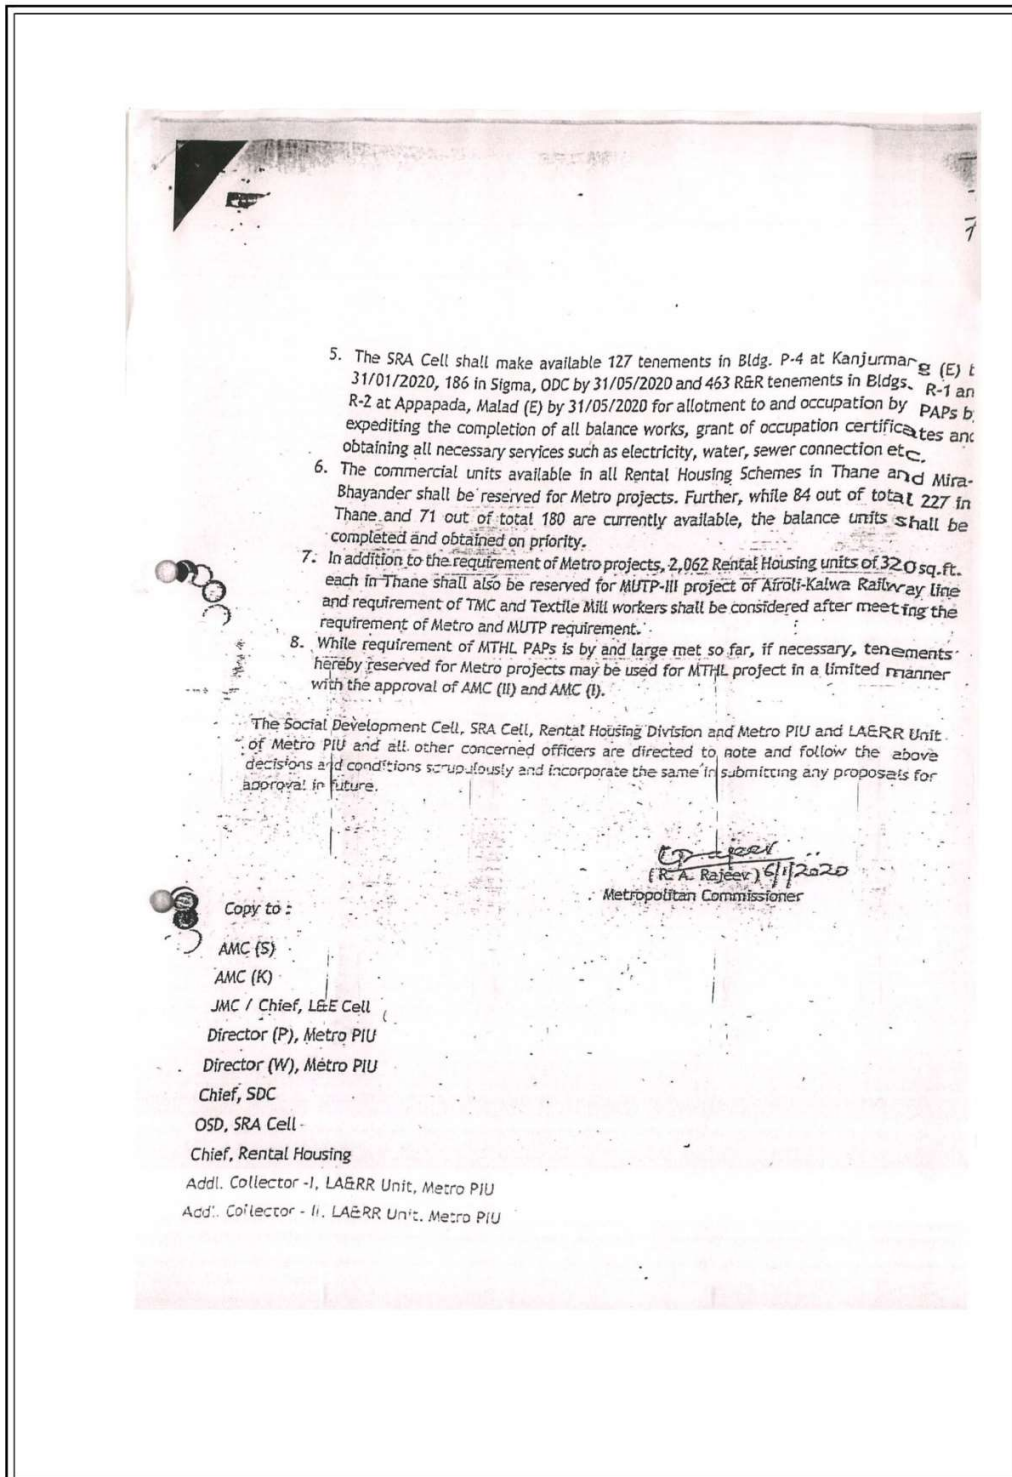 5. The SRA Cell shall make available 127 tenements in Bldg. P-4 at Kanjurmarg (E) b
31/01/2020, 186 in Sigma, ODC by 31/05/2020 and 463 R&R tenements in Bldgs. R-1 an
R-2 at Appapada, Malad (E) by 31/05/2020 for allotment to and occupation by PAPs b
expediting the completion of all balance works, grant of occupation certificates and
obtaining all necessary services such as electricity, water, sewer connection etc.
6. The commercial units available in all Rental Housing Schemes in Thane and Mira-
Bhayander shall be reserved for Metro projects. Further, while 84 out of total 227 in
Thane and 71 out of total 180 are currently available, the balance units shall be
completed and obtained on priority.
7. In addition to the requirement of Metro projects, 2,062 Rental Housing units of 320 sq.ft.
each in Thane shall also be reserved for MUTP-III project of Airoli-Kalwa Railway line
and requirement of TMC and Textile Mill workers shall be considered after meeting the
requirement of Metro and MUTP requirement.
8. While requirement of MTHL PAPs is by and large met so far, if necessary, tenements
hereby reserved for Metro projects may be used for MTHL project in a limited manner
with the approval of AMC (II) and AMC (I).
The Social Development Cell, SRA Cell, Rental Housing Division and Metro PIU and LA&RR Unit
of Metro PIU and all other concerned officers are directed to note and follow the above
decisions and conditions scrupulously and incorporate the same in submitting any proposals for
approval in future.
(R. A. Rajeev) 6/1/2020
Metropolitan Commissioner
Copy to :
AMC (S)
AMC (K)
JMC / Chief, L&E Cell
Director (P), Metro PIU
Director (W), Metro PIU
Chief, SDC
OSD, SRA Cell
Chief, Rental Housing
Addl. Collector -I, LA&RR Unit, Metro PIU
Addl. Collector - II, LA&RR Unit, Metro PIU